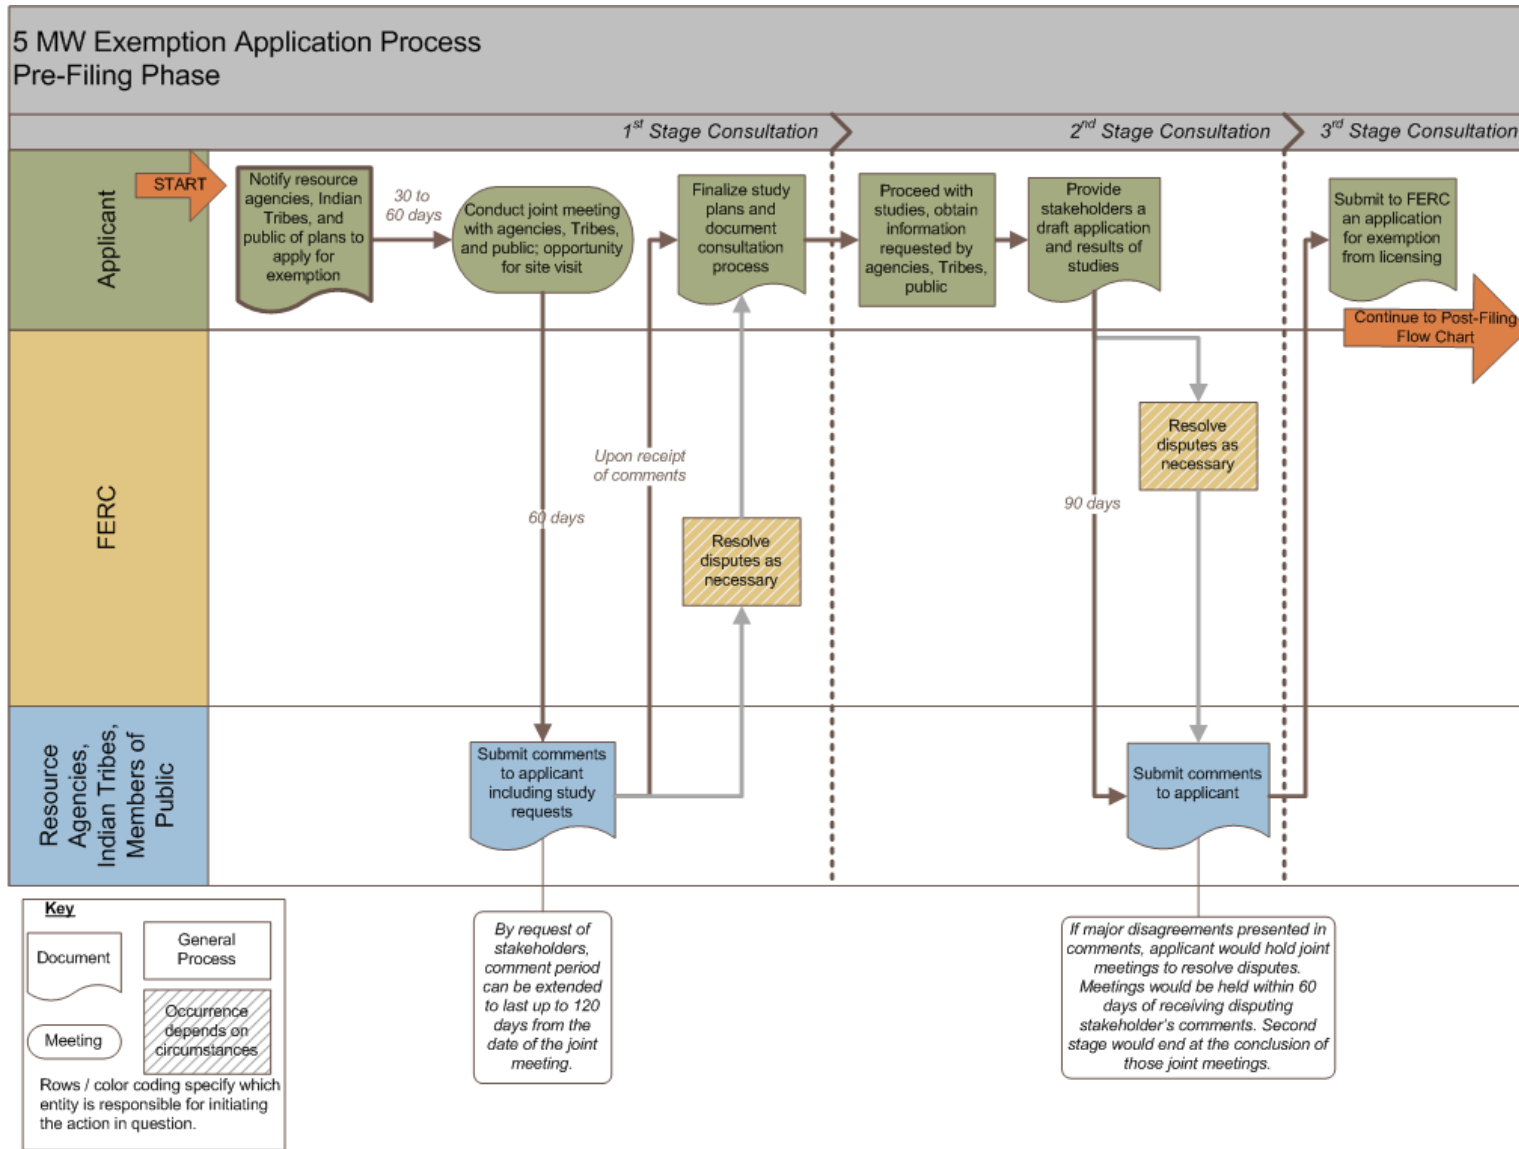 5 MW Exemption Application Process
Pre-Filing Phase
1st Stage Consultation
2nd Stage Consultation
3rd Stage Consultation
Applicant
START
Notify resource
agencies, Indian
Tribes, and
public of plans to
apply for
exemption
30 to
60 days
Conduct joint meeting
with agencies, Tribes,
and public; opportunity
for site visit
Finalize study
plans and
document
consultation
process
Proceed with
studies, obtain
information
requested by
agencies, Tribes,
public
Provide
stakeholders a
draft application
and results of
studies
Submit to FERC
an application
for exemption
from licensing
Continue to Post-Filing
Flow Chart
FERC
60 days
Upon receipt
of comments
Resolve
disputes as
necessary
90 days
Resolve
disputes as
necessary
Resource
Agencies,
Indian Tribes,
Members of
Public
Submit comments
to applicant
including study
requests
Submit comments
to applicant
By request of
stakeholders,
comment period
can be extended
to last up to 120
days from the
date of the joint
meeting.
If major disagreements presented in
comments, applicant would hold joint
meetings to resolve disputes.
Meetings would be held within 60
days of receiving disputing
stakeholder's comments. Second
stage would end at the conclusion of
those joint meetings.
Key
Document
General
Process
Meeting
Occurrence
depends on
circumstances
Rows / color coding specify which
entity is responsible for initiating
the action in question.